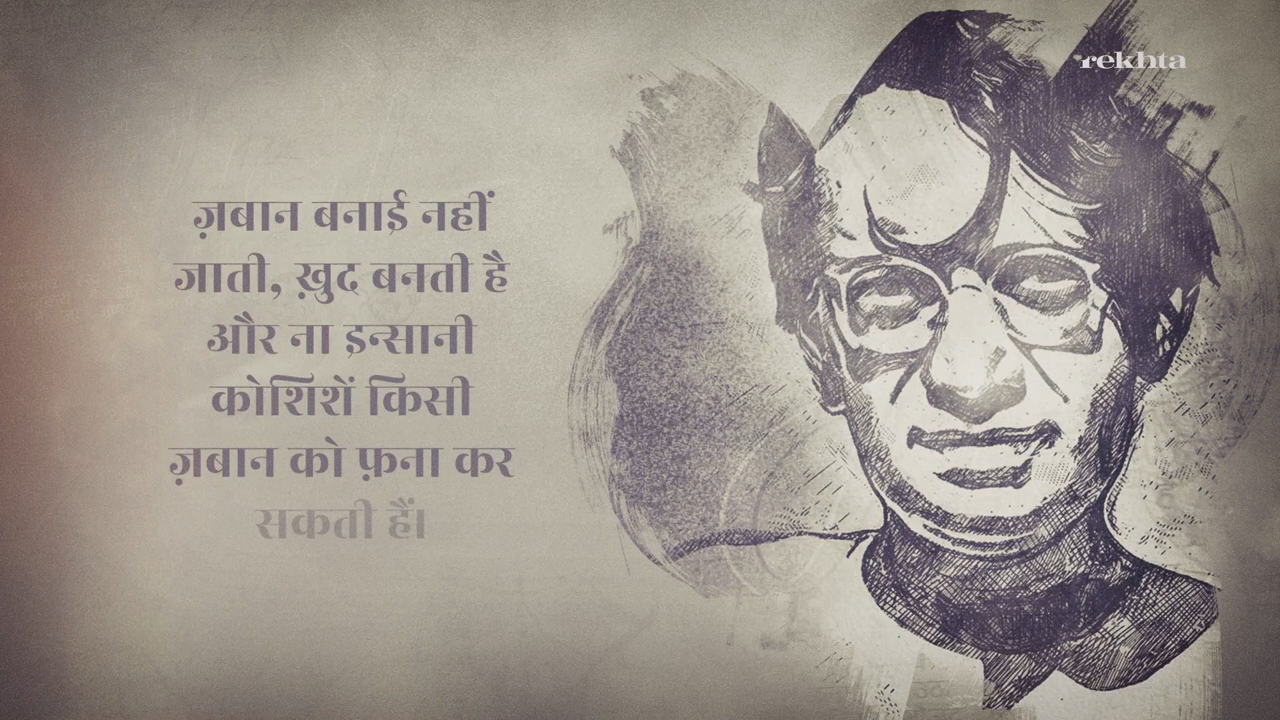 ज़बान बनाई नहीं
जाती, ख़ुद बनती है
और ना इन्सानी
कोशिशें किसी
ज़बान को फ़ना कर
सकती हैं।
rekhta